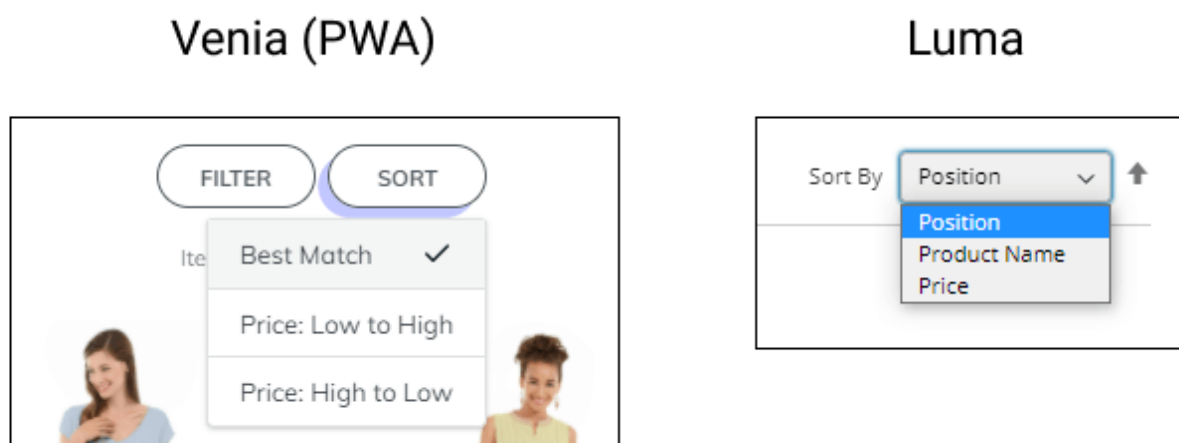 Venia (PWA)
Luma
FILTER
SORT
Ite
Best Match
Price: Low to High
Price: High to Low
Sort By
Position
Position
Product Name
Price